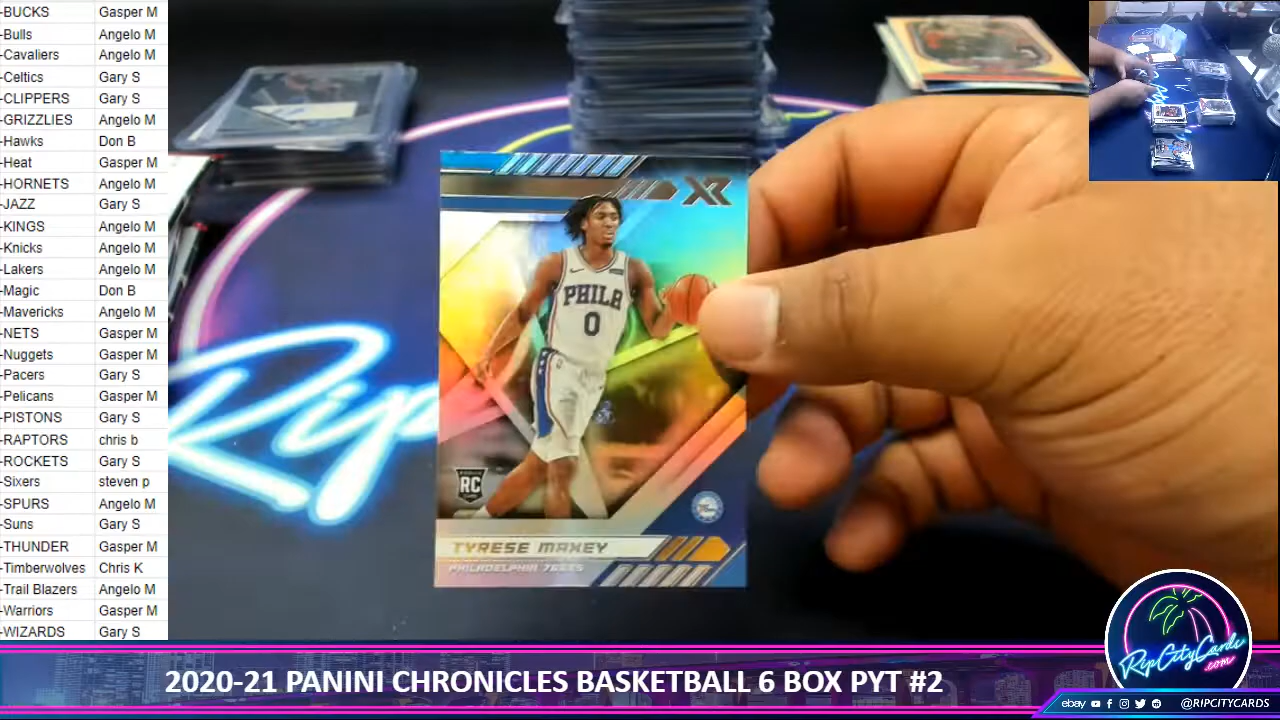 -BUCKS Gasper M
-Bulls Angelo M
-Cavaliers Angelo M
-Celtics Gary S
-CLIPPERS Gary S
-GRIZZLIES Angelo M
-Hawks Don B
-Heat Gasper M
-HORNETS Angelo M
-JAZZ Gary S
-KINGS Angelo M
-Knicks Angelo M
-Lakers Angelo M
-Magic Don B
-Mavericks Angelo M
-NETS Gasper M
-Nuggets Gasper M
-Pacers Gary S
-Pelicans Gasper M
-PISTONS Gary S
-RAPTORS chris b
-ROCKETS Gary S
-Sixers steven p
-SPURS Angelo M
-Suns Gary S
-THUNDER Gasper M
-Timberwolves Chris K
-Trail Blazers Angelo M
-Warriors Gasper M
-WIZARDS Gary S
XR
PHILA
0
RC
TYRESE MAXEY
PHILADELPHIA 76ERS
Rip
RipCityCards
.com
2020-21 PANINI CHRONICLES BASKETBALL 6 BOX PYT #2
ebay @RIPCITYCARDS